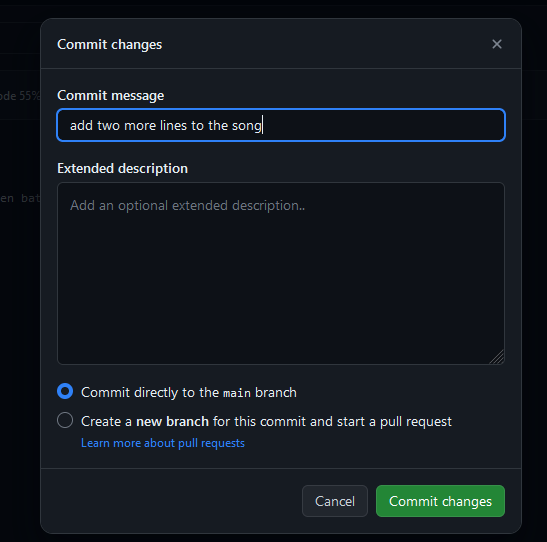 Commit changes
ode 55%
Commit message
add two more lines to the song
Extended description
en bat
Add an optional extended description..
Commit directly to the main branch
Create a new branch for this commit and start a pull request
Learn more about pull requests
Cancel
Commit changes